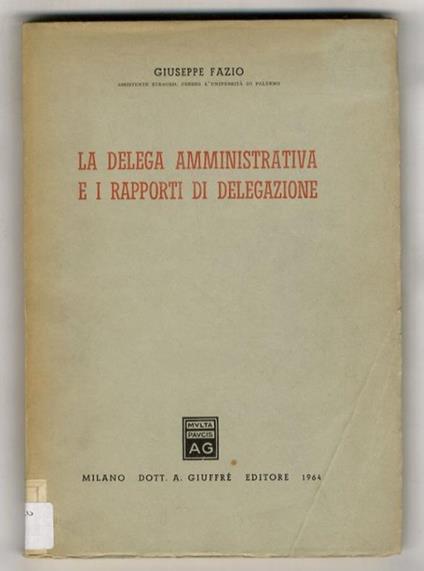 GIUSEPPE FAZIO
ASSISTENTE STRAORD. PRESSO L'UNIVERSITÀ DI PALERMO
LA DELEGA AMMINISTRATIVA
E I RAPPORTI DI DELEGAZIONE
MVLTA
PAVCIS
AG
MILANO DOTT. A. GIUFFRÈ EDITORE 1964